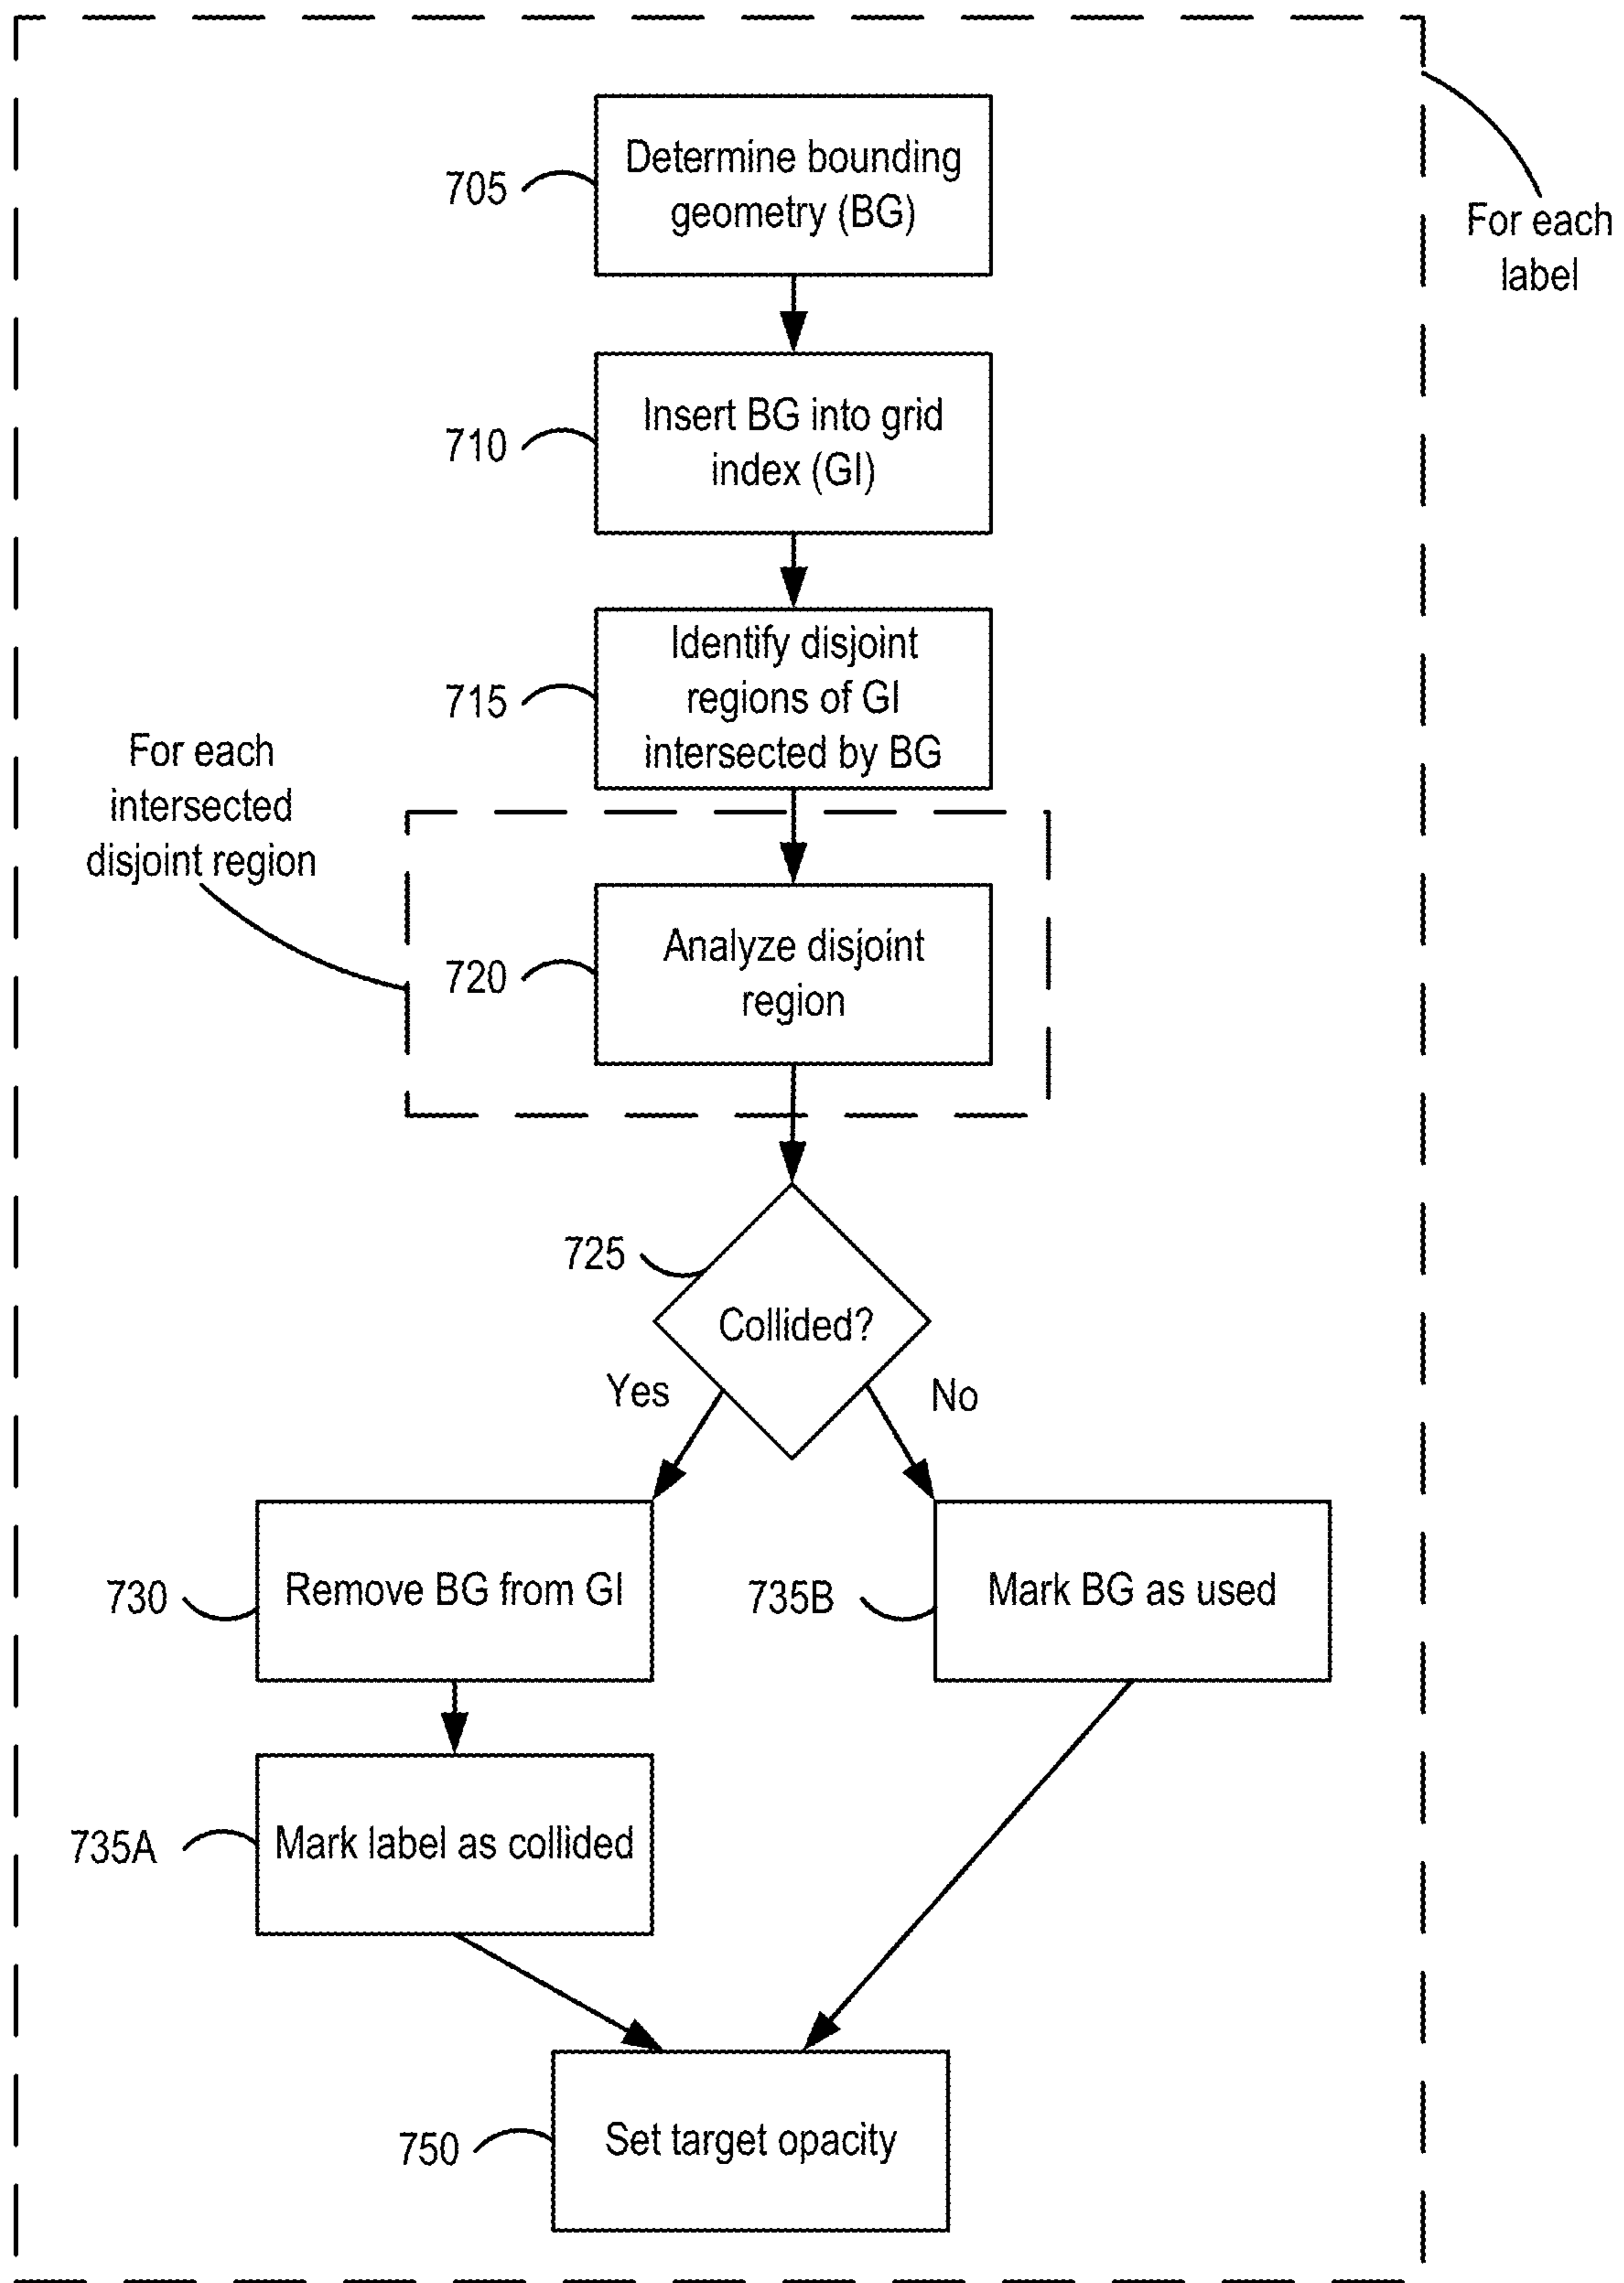 Determine bounding
geometry (BG)
705
For each
label
Insert BG into grid
index (GI)
710
Identify disjoint
regions of GI
intersected by BG
715
For each
intersected
disjoint region
Analyze disjoint
region
720
725
Collided?
Yes
No
730
Remove BG from GI
735B
Mark BG as used
735A
Mark label as collided
750
Set target opacity